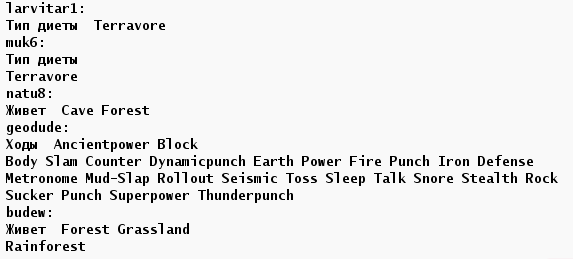 larvitar1:
Тип диеты  Terravore
muk6:
Тип диеты
Terravore
natu8:
Живет  Cave Forest
geodude:
Ходы  Ancientpower Block
Body Slam Counter Dynamicpunch Earth Power Fire Punch Iron Defense
Metronome Mud-Slap Rollout Seismic Toss Sleep Talk Snore Stealth Rock
Sucker Punch Superpower Thunderpunch
budew:
Живет  Forest Grassland
Rainforest